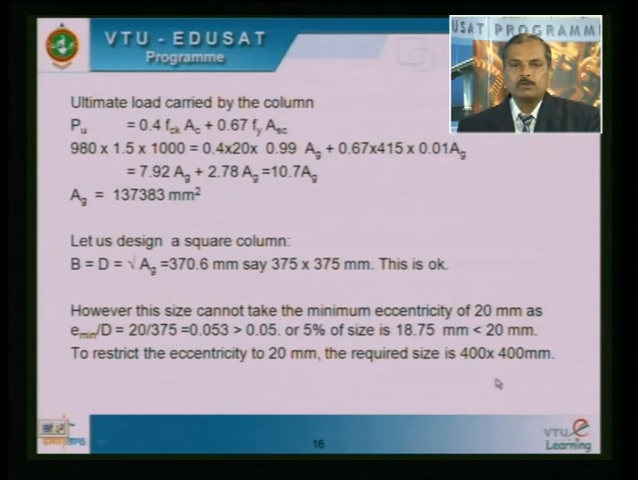 VTU - EDUSAT
Programme
USAT PROGRAMM
Ultimate load carried by the column
Pu = 0.4 fck Ac + 0.67 fy Asc
980 x 1.5 x 1000 = 0.4x20x 0.99 Ag + 0.67x415 x 0.01Ag
= 7.92 Ag + 2.78 Ag =10.7Ag
Ag = 137383 mm2
Let us design a square column:
B = D = √ Ag =370.6 mm say 375 x 375 mm. This is ok.
However this size cannot take the minimum eccentricity of 20 mm as
emin/D = 20/375 =0.053 > 0.05. or 5% of size is 18.75 mm < 20 mm.
To restrict the eccentricity to 20 mm, the required size is 400x 400mm.
16
VTU e
Learning